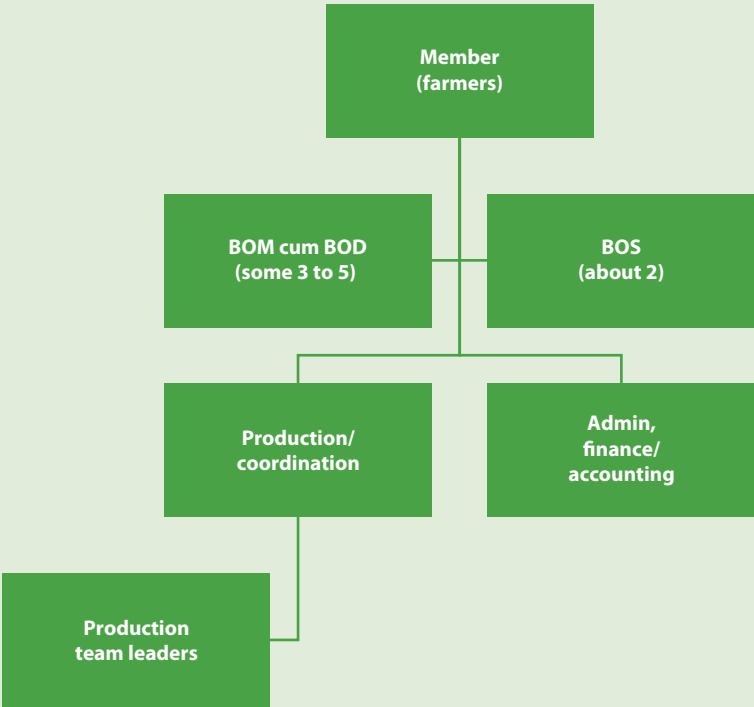 Member
(farmers)
BOM cum BOD
(some 3 to 5)
BOS
(about 2)
Production/
coordination
Admin,
finance/
accounting
Production
team leaders